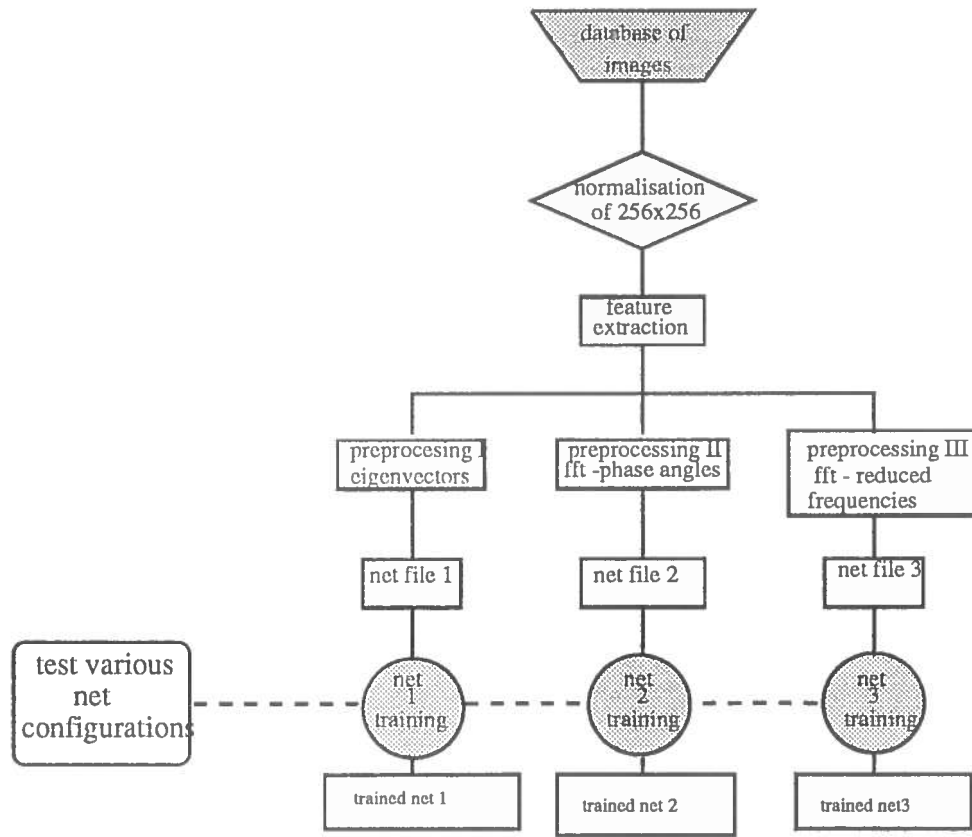 database of
images
normalisation
of 256x256
feature
extraction
preprocesing I
eigenvectors
preprocessing II
fft -phase angles
preprocessing III
fft - reduced
frequencies
net file 1
net file 2
net file 3
test various
net
configurations
net
1
training
net
2
training
net
3
training
trained net 1
trained net 2
trained net3